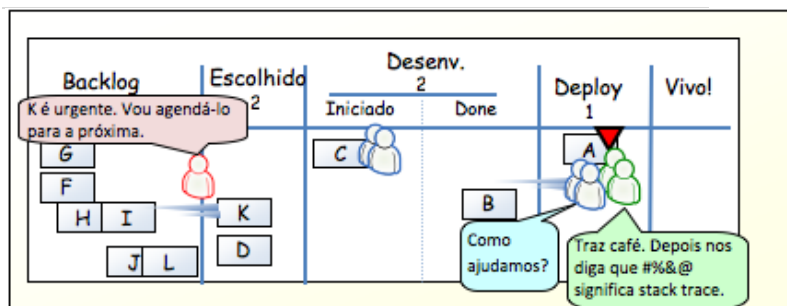 Backlog
Escolhido
2
Desenv.
2
Iniciado
Done
Deploy
1
Vivo!
K é urgente. Vou agendá-lo
para a próxima.
G
F
H
I
J
L
K
D
C
B
A
Como
ajudamos?
Traz café. Depois nos
diga que #%&@
significa stack trace.